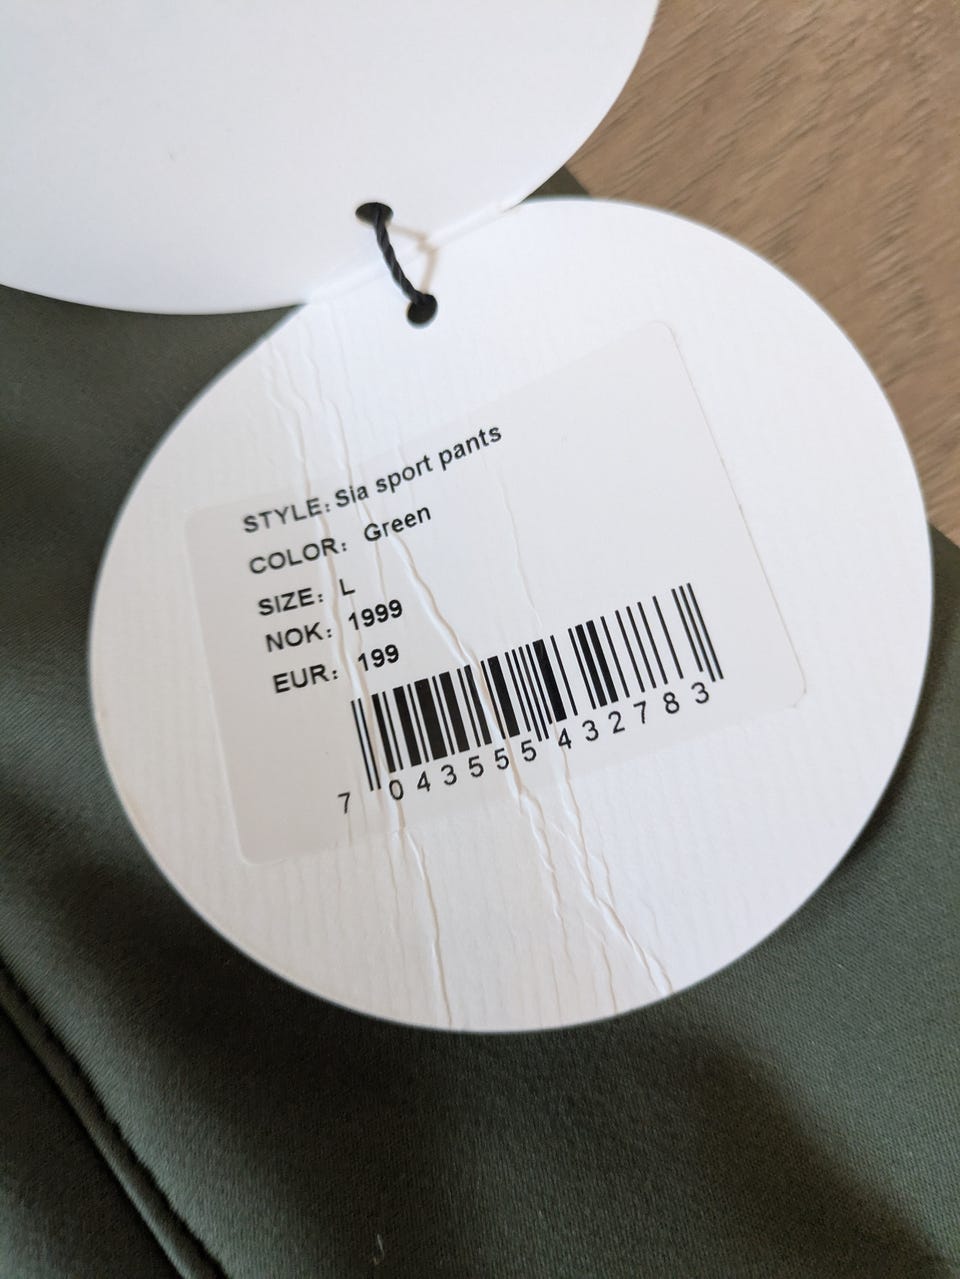 STYLE: Sia sport pants
COLOR: Green
SIZE: L
NOK: 1999
EUR: 199
7 043555 432783